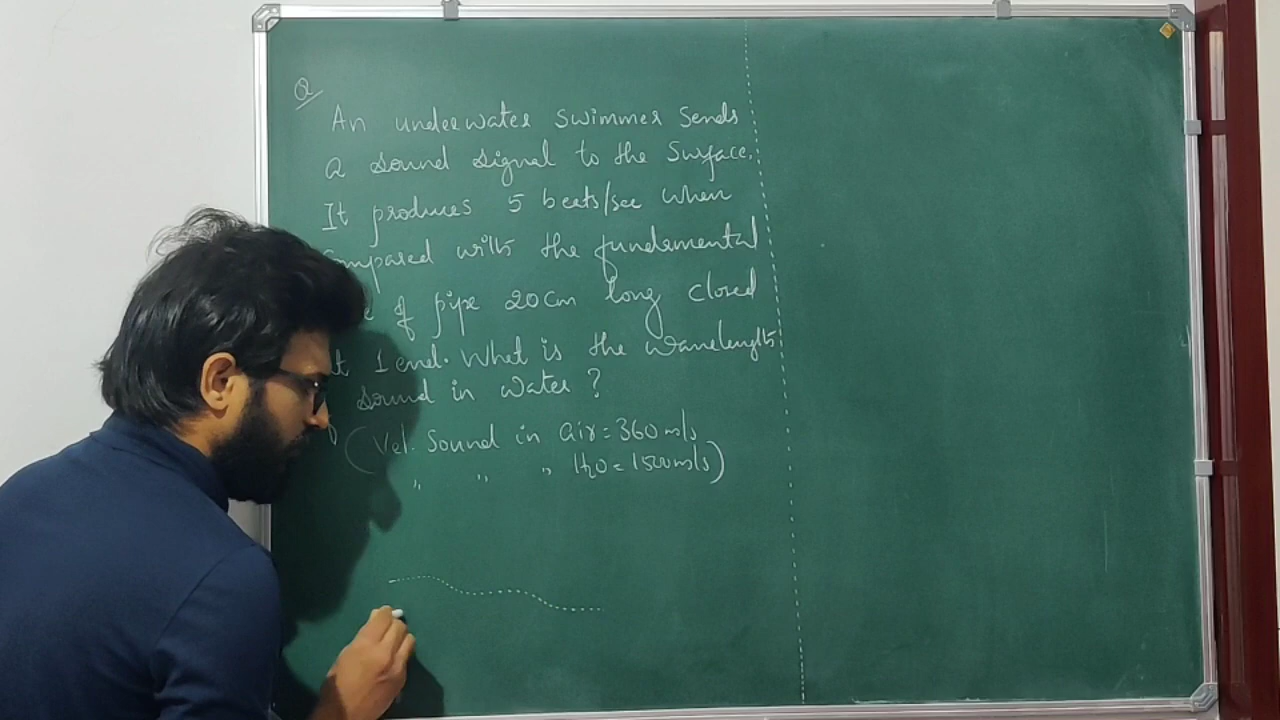 Q
An underwater swimmer sends
a sound signal to the surface.
It produces 5 beats/sec when
compared with the fundamental
of pipe 20cm long closed
at 1 end. What is the wavelength
sound in water ?
(Vel. Sound in air = 360 m/s
" " " H₂O = 1500 m/s)